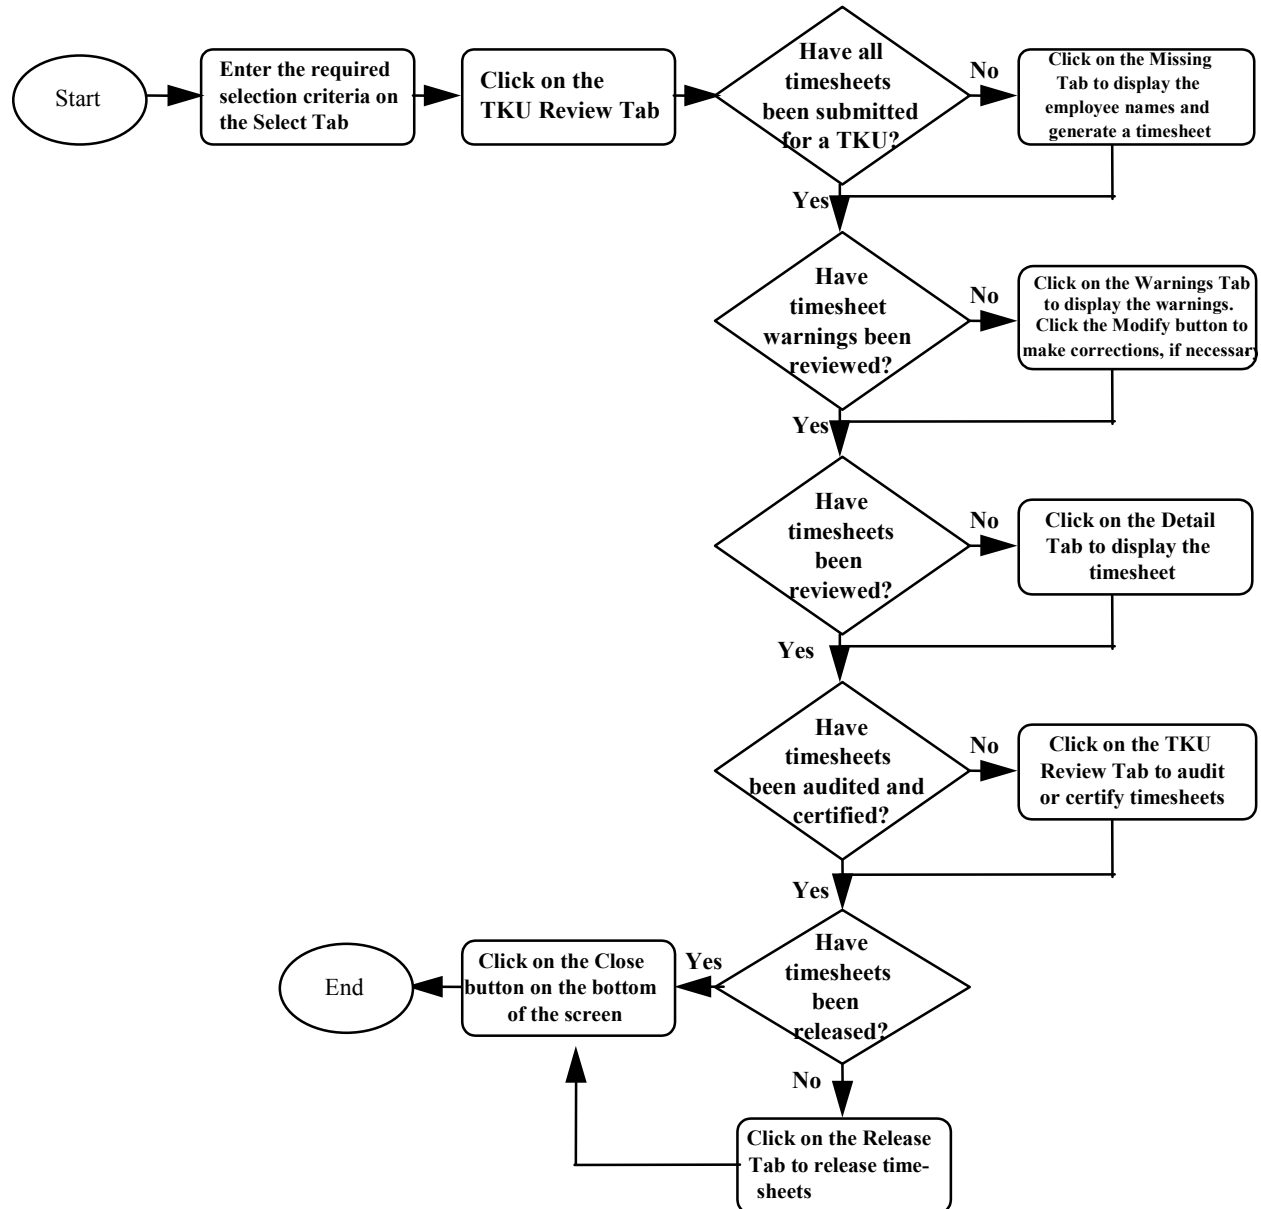 Start
Enter the required
selection criteria on
the Select Tab
Click on the
TKU Review Tab
Have all
timesheets
been submitted
for a TKU?
No
Click on the Missing
Tab to display the
employee names and
generate a timesheet
Yes
Have
timesheet
warnings been
reviewed?
No
Click on the Warnings Tab
to display the warnings.
Click the Modify button to
make corrections, if necessary
Yes
Have
timesheets
been
reviewed?
No
Click on the Detail
Tab to display the
timesheet
Yes
Have
timesheets
been audited and
certified?
No
Click on the TKU
Review Tab to audit
or certify timesheets
Yes
Have
timesheets
been
released?
Yes
Click on the Close
button on the bottom
of the screen
End
No
Click on the Release
Tab to release time-
sheets